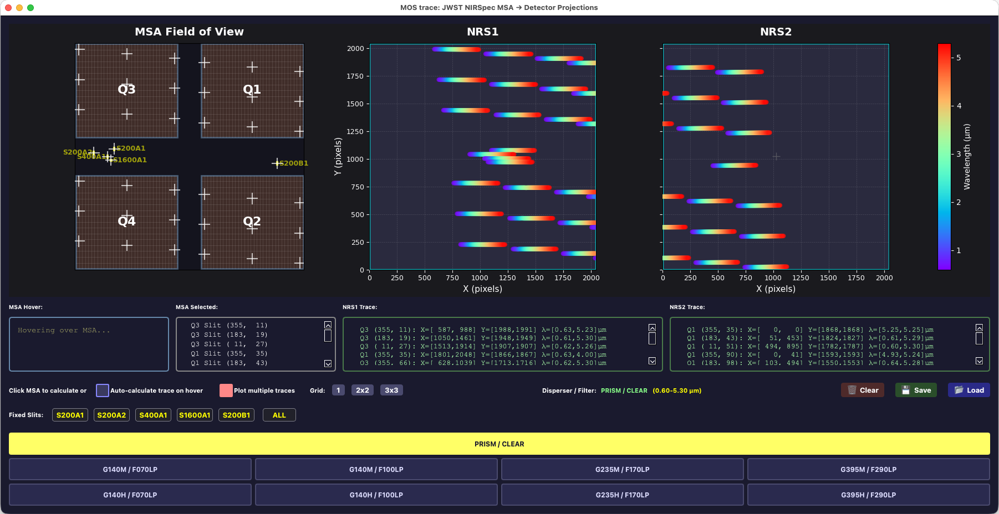 MOS trace: JWST NIRSpec MSA → Detector Projections
MSA Field of View
NRS1
NRS2
Q3
Q1
Q4
Q2
S200A2
S200A1
S400A1
S1600A1
S200B1
2000
1750
1500
1250
1000
750
500
250
0
Y (pixels)
0 250 500 750 1000 1250 1500 1750 2000
X (pixels)
0 250 500 750 1000 1250 1500 1750 2000
X (pixels)
5
4
3
2
1
Wavelength (µm)
MSA Hover:
Hovering over MSA...
MSA Selected:
Q3 Slit (355,  11)
Q3 Slit (183,  19)
Q3 Slit ( 11,  27)
Q1 Slit (355,  35)
Q1 Slit (183,  43)
NRS1 Trace:
Q3 (355, 11): X=[ 587, 988] Y=[1988,1991] λ=[0.63,5.23]µm
Q3 (183, 19): X=[1050,1461] Y=[1948,1949] λ=[0.61,5.30]µm
Q3 ( 11, 27): X=[1513,1914] Y=[1907,1907] λ=[0.62,5.26]µm
Q1 (355, 35): X=[1801,2048] Y=[1866,1867] λ=[0.63,4.00]µm
Q3 (355, 66): X=[ 628,1039] Y=[1713,1716] λ=[0.62,5.30]µm
NRS2 Trace:
Q1 (355, 35): X=[   0,   0] Y=[1868,1868] λ=[5.25,5.25]µm
Q1 (183, 43): X=[  51, 453] Y=[1824,1827] λ=[0.61,5.29]µm
Q1 ( 11, 51): X=[ 494, 895] Y=[1782,1787] λ=[0.60,5.30]µm
Q1 (355, 90): X=[   0,  41] Y=[1593,1593] λ=[4.93,5.24]µm
Q1 (183, 98): X=[ 103, 494] Y=[1550,1553] λ=[0.64,5.28]µm
Click MSA to calculate or
Auto-calculate trace on hover
Plot multiple traces
Grid:
1
2x2
3x3
Disperser / Filter: PRISM / CLEAR (0.60-5.30 µm)
Clear
Save
Load
Fixed Slits:
S200A1
S200A2
S400A1
S1600A1
S200B1
ALL
PRISM / CLEAR
G140M / F070LP
G140M / F100LP
G235M / F170LP
G395M / F290LP
G140H / F070LP
G140H / F100LP
G235H / F170LP
G395H / F290LP